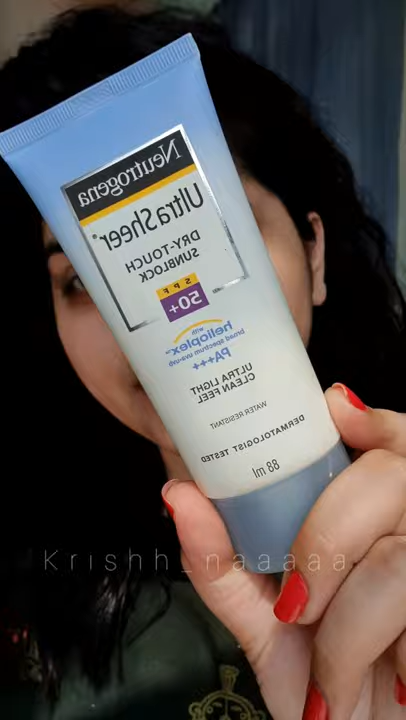 Neutrogena
Ultra Sheer®
DRY-TOUCH
SUNBLOCK
SPF
50+
with
helioplex™
broad spectrum uva-uvb
PA+++
ULTRA LIGHT
CLEAN FEEL
WATER RESISTANT
DERMATOLOGIST TESTED
88 ml
Krishh_naaaaa